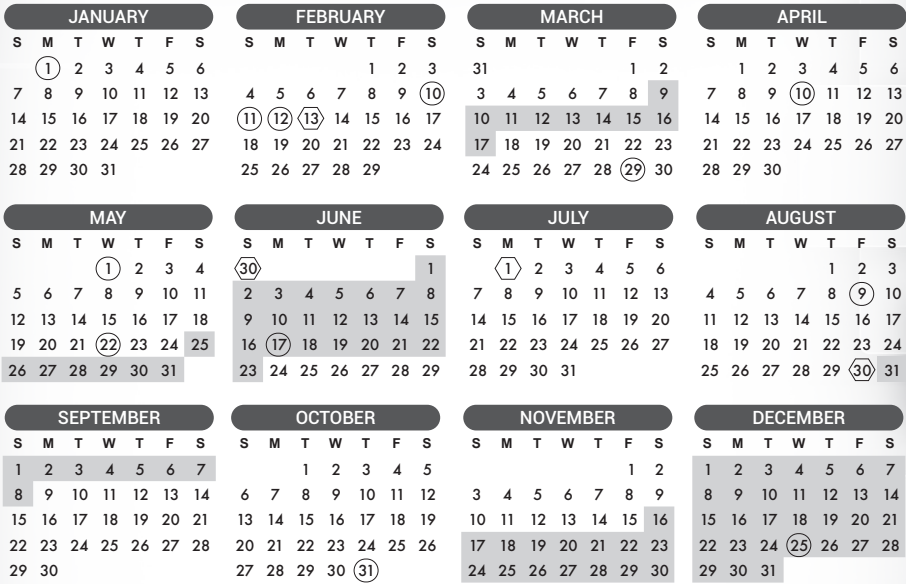 JANUARY
S M T W T F S
1 2 3 4 5 6
7 8 9 10 11 12 13
14 15 16 17 18 19 20
21 22 23 24 25 26 27
28 29 30 31
FEBRUARY
S M T W T F S
1 2 3
4 5 6 7 8 9 10
11 12 13 14 15 16 17
18 19 20 21 22 23 24
25 26 27 28 29
MARCH
S M T W T F S
31 1 2
3 4 5 6 7 8 9
10 11 12 13 14 15 16
17 18 19 20 21 22 23
24 25 26 27 28 29 30
APRIL
S M T W T F S
1 2 3 4 5 6
7 8 9 10 11 12 13
14 15 16 17 18 19 20
21 22 23 24 25 26 27
28 29 30
MAY
S M T W T F S
1 2 3 4
5 6 7 8 9 10 11
12 13 14 15 16 17 18
19 20 21 22 23 24 25
26 27 28 29 30 31
JUNE
S M T W T F S
30 1
2 3 4 5 6 7 8
9 10 11 12 13 14 15
16 17 18 19 20 21 22
23 24 25 26 27 28 29
JULY
S M T W T F S
1 2 3 4 5 6
7 8 9 10 11 12 13
14 15 16 17 18 19 20
21 22 23 24 25 26 27
28 29 30 31
AUGUST
S M T W T F S
1 2 3
4 5 6 7 8 9 10
11 12 13 14 15 16 17
18 19 20 21 22 23 24
25 26 27 28 29 30 31
SEPTEMBER
S M T W T F S
1 2 3 4 5 6 7
8 9 10 11 12 13 14
15 16 17 18 19 20 21
22 23 24 25 26 27 28
29 30
OCTOBER
S M T W T F S
1 2 3 4 5
6 7 8 9 10 11 12
13 14 15 16 17 18 19
20 21 22 23 24 25 26
27 28 29 30 31
NOVEMBER
S M T W T F S
1 2
3 4 5 6 7 8 9
10 11 12 13 14 15 16
17 18 19 20 21 22 23
24 25 26 27 28 29 30
DECEMBER
S M T W T F S
1 2 3 4 5 6 7
8 9 10 11 12 13 14
15 16 17 18 19 20 21
22 23 24 25 26 27 28
29 30 31